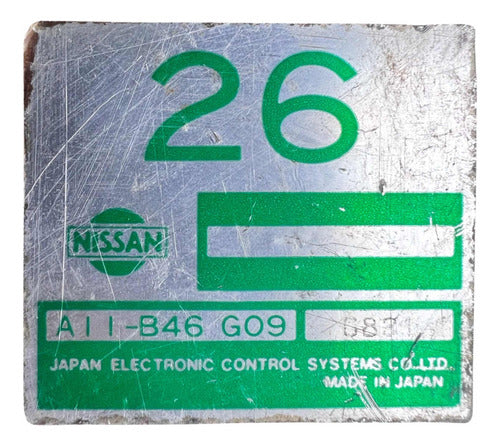 26
NISSAN
A11-B46 G09
JAPAN ELECTRONIC CONTROL SYSTEMS CO.,LTD.
MADE IN JAPAN